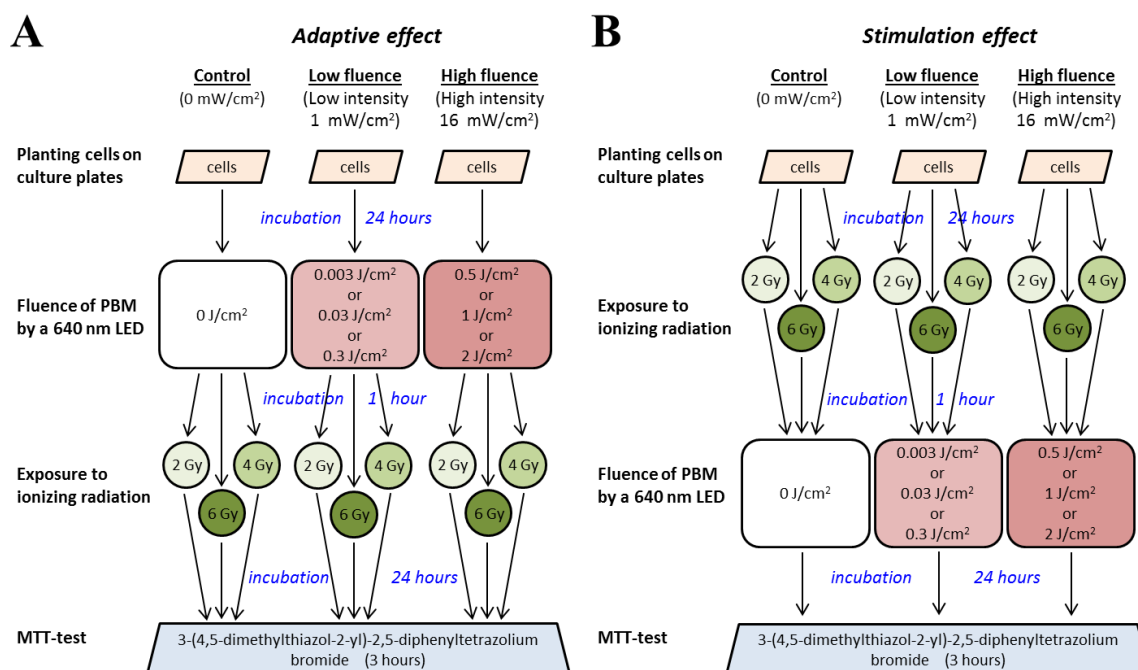 A
Adaptive effect
Control
(0 mW/cm²)
Low fluence
(Low intensity
1 mW/cm²)
High fluence
(High intensity
16 mW/cm²)
Planting cells on
culture plates
cells
cells
cells
incubation 24 hours
Fluence of PBM
by a 640 nm LED
0 J/cm²
0.003 J/cm²
or
0.03 J/cm²
or
0.3 J/cm²
0.5 J/cm²
or
1 J/cm²
or
2 J/cm²
incubation 1 hour
Exposure to
ionizing radiation
2 Gy
4 Gy
6 Gy
2 Gy
4 Gy
6 Gy
2 Gy
4 Gy
6 Gy
incubation 24 hours
MTT-test
3-(4,5-dimethylthiazol-2-yl)-2,5-diphenyltetrazolium
bromide (3 hours)
B
Stimulation effect
Control
(0 mW/cm²)
Low fluence
(Low intensity
1 mW/cm²)
High fluence
(High intensity
16 mW/cm²)
Planting cells on
culture plates
cells
cells
cells
incubation 24 hours
Exposure to
ionizing radiation
2 Gy
4 Gy
6 Gy
2 Gy
4 Gy
6 Gy
2 Gy
4 Gy
6 Gy
incubation 1 hour
Fluence of PBM
by a 640 nm LED
0 J/cm²
0.003 J/cm²
or
0.03 J/cm²
or
0.3 J/cm²
0.5 J/cm²
or
1 J/cm²
or
2 J/cm²
incubation 24 hours
MTT-test
3-(4,5-dimethylthiazol-2-yl)-2,5-diphenyltetrazolium
bromide (3 hours)